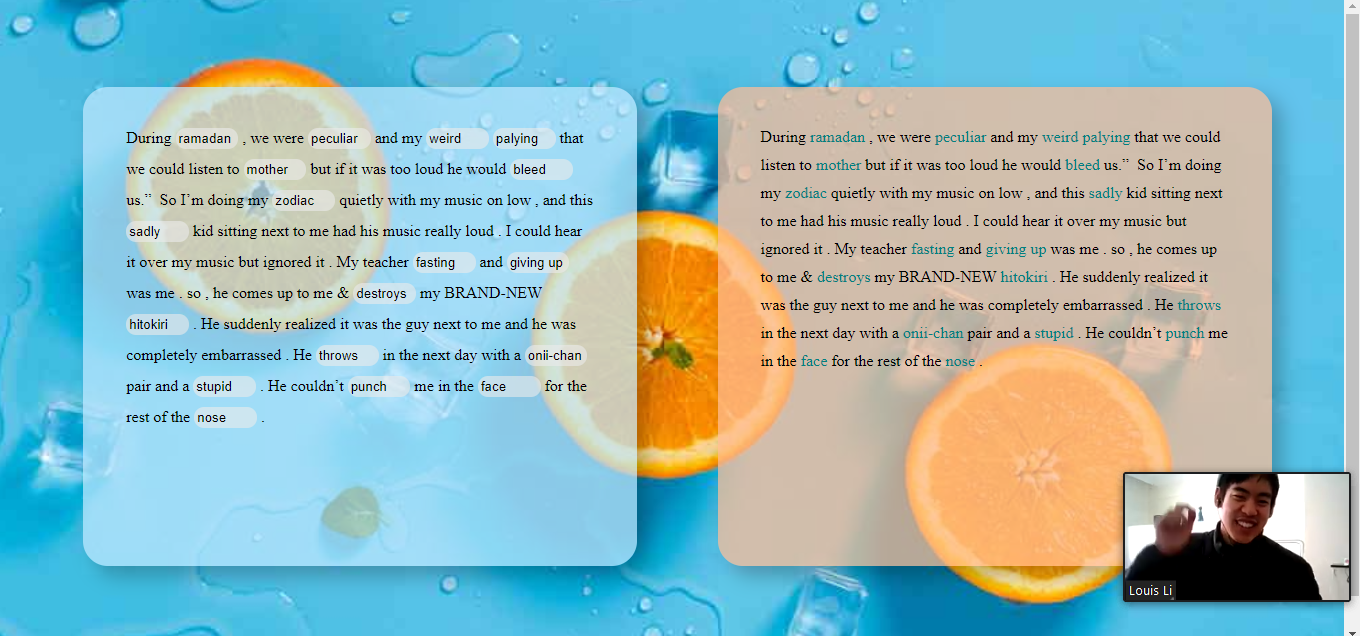 During ramadan , we were peculiar and my weird palying that
we could listen to mother but if it was too loud he would bleed
us.” So I’m doing my zodiac quietly with my music on low , and this
sadly kid sitting next to me had his music really loud . I could hear
it over my music but ignored it . My teacher fasting and giving up
was me . so , he comes up to me & destroys my BRAND-NEW
hitokiri . He suddenly realized it was the guy next to me and he was
completely embarrassed . He throws in the next day with a onii-chan
pair and a stupid . He couldn’t punch me in the face for the
rest of the nose .
During ramadan , we were peculiar and my weird palying that we could
listen to mother but if it was too loud he would bleed us.” So I’m doing
my zodiac quietly with my music on low , and this sadly kid sitting next
to me had his music really loud . I could hear it over my music but
ignored it . My teacher fasting and giving up was me . so , he comes up
to me & destroys my BRAND-NEW hitokiri . He suddenly realized it
was the guy next to me and he was completely embarrassed . He throws
in the next day with a onii-chan pair and a stupid . He couldn’t punch me
in the face for the rest of the nose .
Louis Li